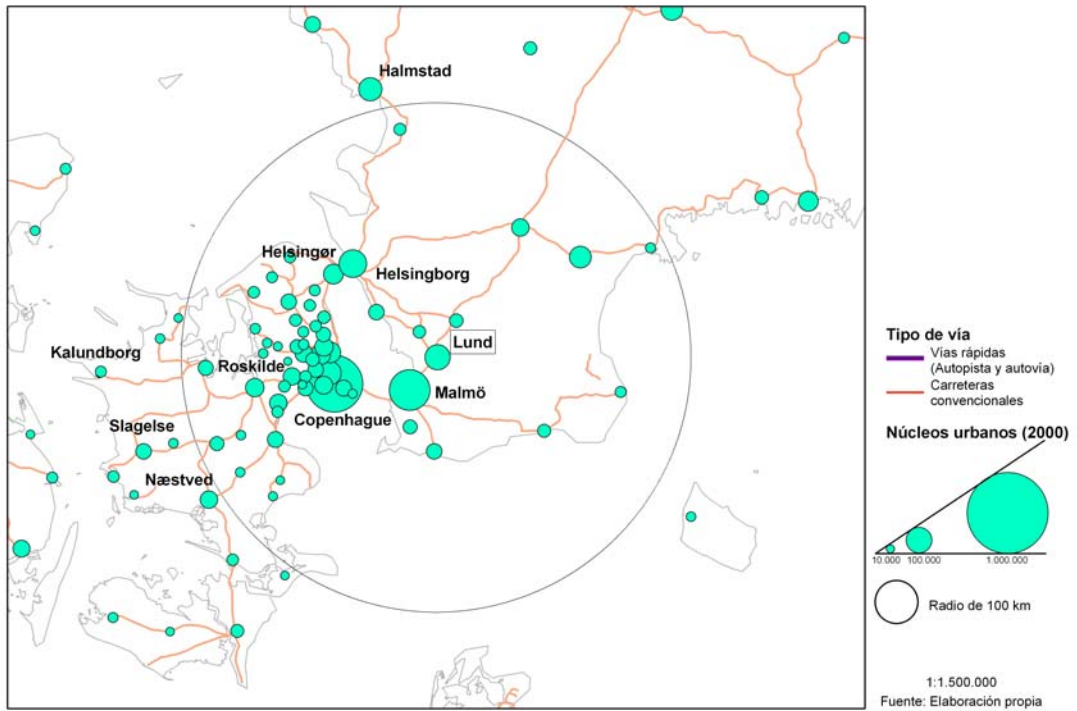 Halmstad
Helsingør
Helsingborg
Kalundborg
Roskilde
Lund
Malmö
Copenhague
Slagelse
Næstved
Tipo de vía
Vías rápidas
(Autopista y autovia)
Carreteras
convencionales
Núcleos urbanos (2000)
10.000
100.000
1.000.000
Radio de 100 km
1:1.500.000
Fuente: Elaboración propia